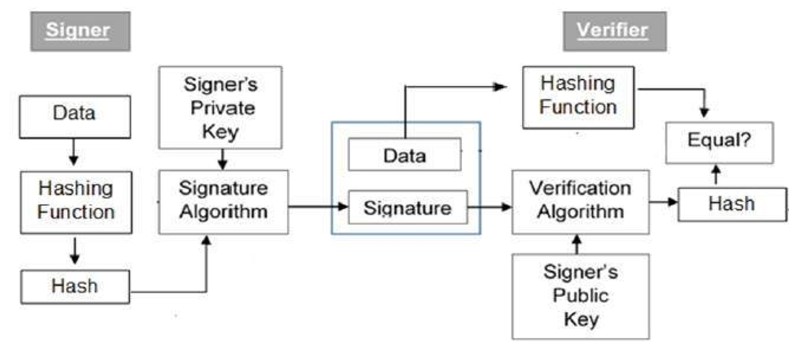 Signer
Verifier
Data
Hashing
Function
Hash
Signer's
Private
Key
Signature
Algorithm
Data
Signature
Hashing
Function
Verification
Algorithm
Signer's
Public
Key
Equal?
Hash